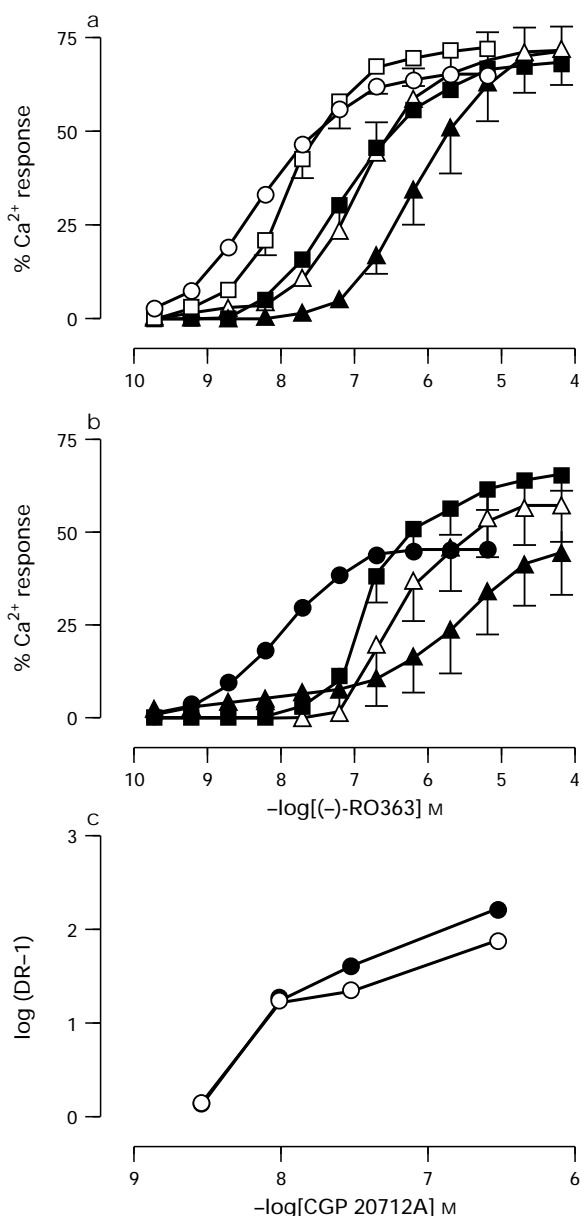 a
75
50
25
0
% Ca²⁺ response
10 9 8 7 6 5 4
b
75
50
25
0
% Ca²⁺ response
10 9 8 7 6 5 4
–log[(–)-RO363] M
c
3
2
1
0
log (DR–1)
9 8 7 6
–log[CGP 20712A] M